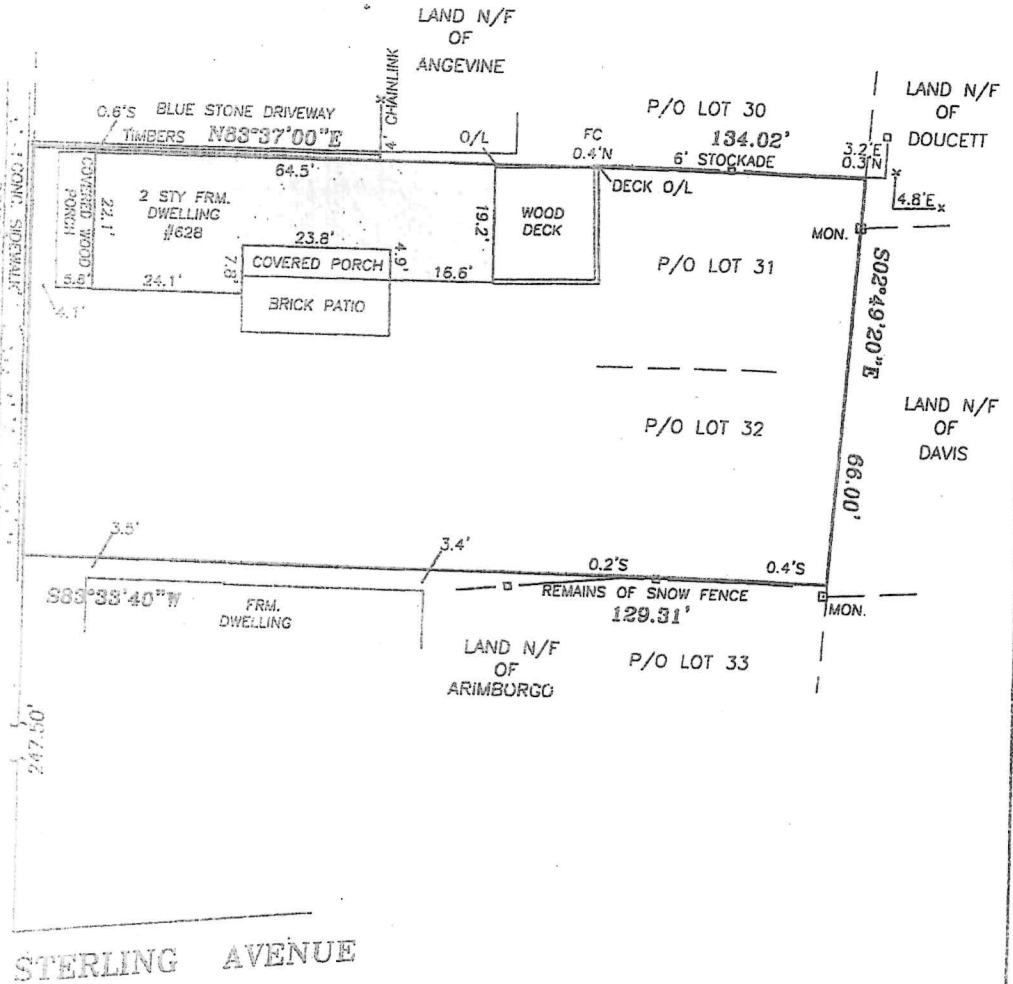 LAND N/F
OF
ANGEVINE
LAND N/F
OF
DOUCETT
P/O LOT 30
4' CHAINLINK
0.6'S
BLUE STONE DRIVEWAY
TIMBERS
N83°37'00"E
O/L
FC
0.4'N
134.02'
6' STOCKADE
3.2'E
0.3'N
4.8'E
CONC. SIDEWALK
COVERED WOOD
PORCH
22.1'
64.5'
2 STY FRM.
DWELLING
#628
19.2'
WOOD
DECK
DECK O/L
P/O LOT 31
MON.
S02°49'20"E
23.8'
COVERED PORCH
4.9'
7.8'
16.6'
5.8'
24.1'
4.1'
BRICK PATIO
P/O LOT 32
LAND N/F
OF
DAVIS
66.00'
3.5'
3.4'
0.2'S
0.4'S
S83°33'40"W
FRM.
DWELLING
REMAINS OF SNOW FENCE
129.31'
MON.
LAND N/F
OF
ARIMBORGO
P/O LOT 33
247.50'
STERLING AVENUE